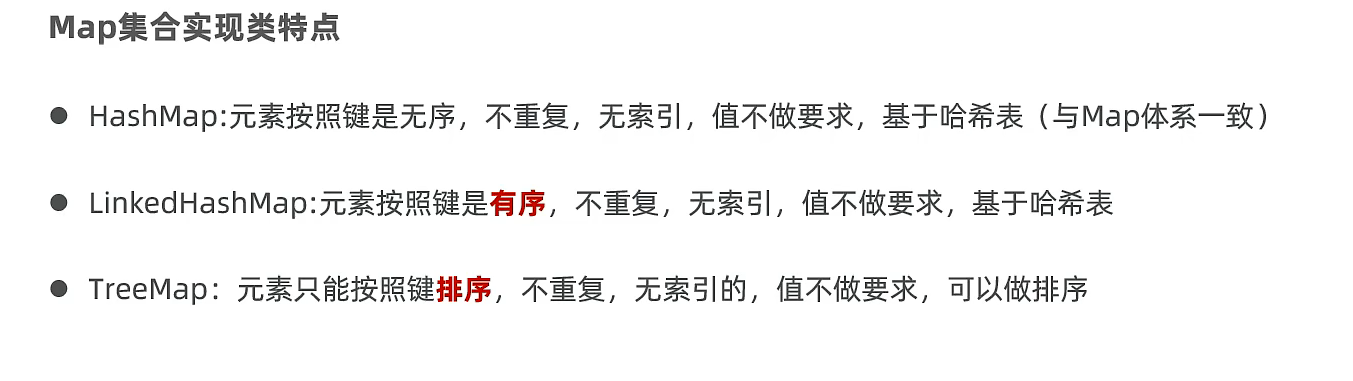 Map集合实现类特点
● HashMap:元素按照键是无序，不重复，无索引，值不做要求，基于哈希表（与Map体系一致）
● LinkedHashMap:元素按照键是有序，不重复，无索引，值不做要求，基于哈希表
● TreeMap：元素只能按照键排序，不重复，无索引的，值不做要求，可以做排序